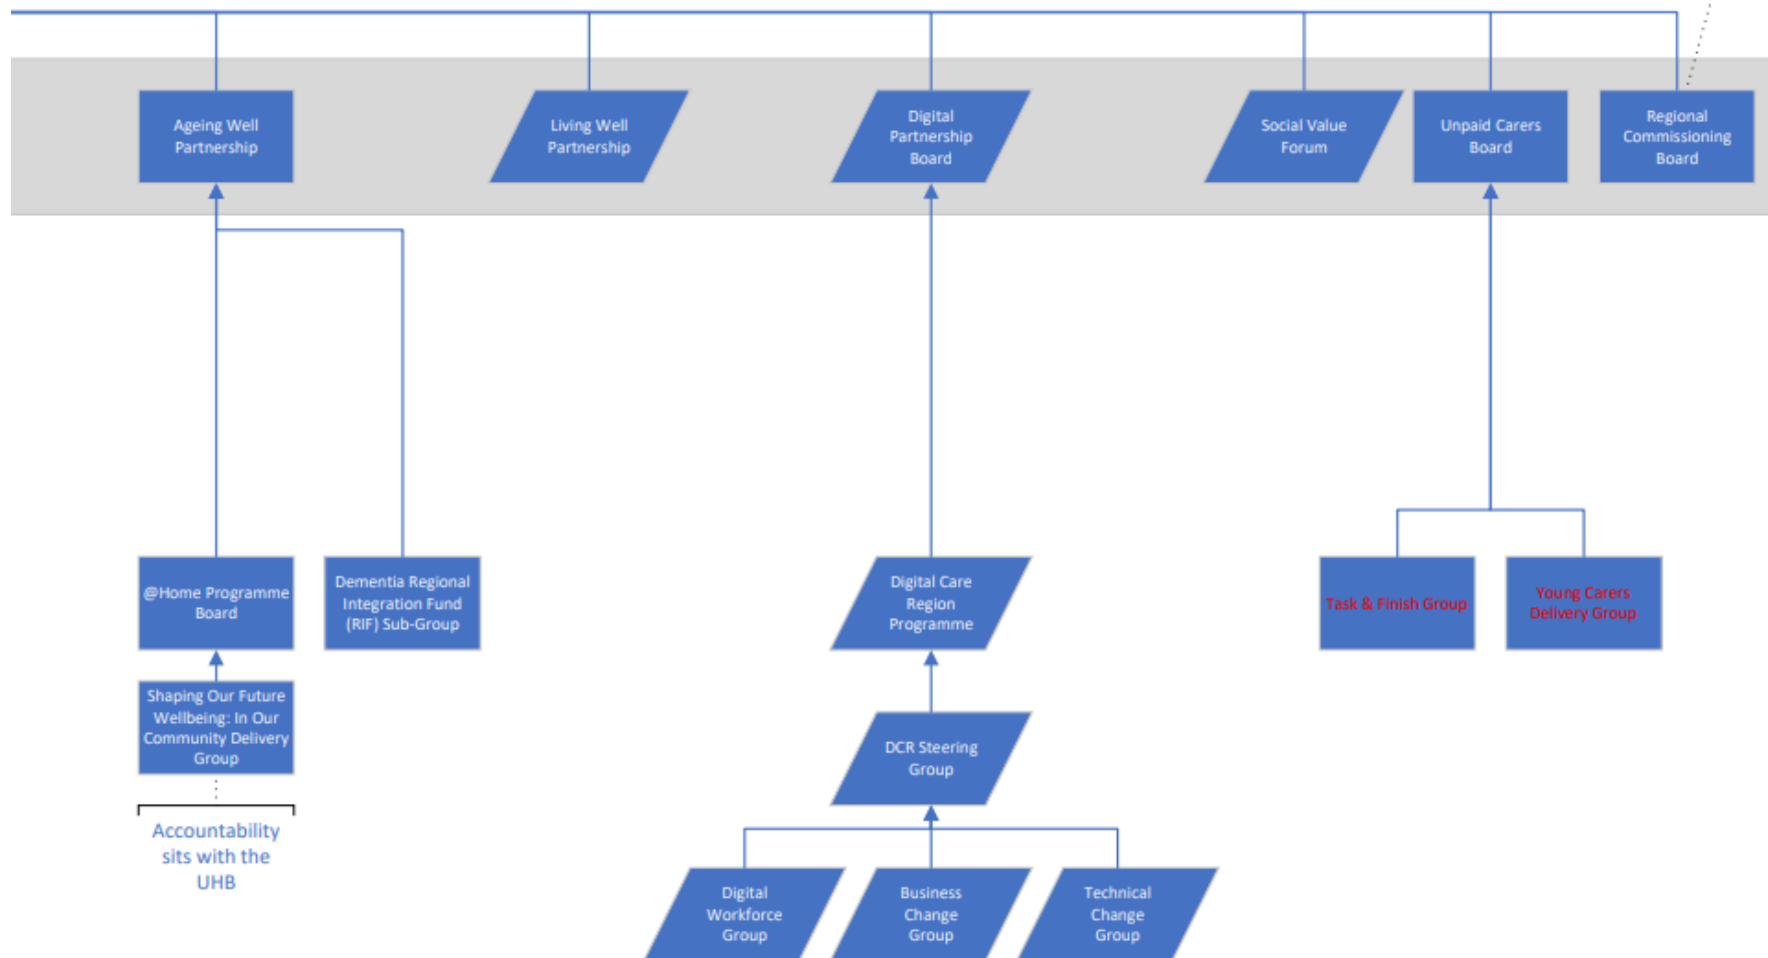 Ageing Well
Partnership
Living Well
Partnership
Digital
Partnership
Board
Social Value
Forum
Unpaid Carers
Board
Regional
Commissioning
Board
@Home Programme
Board
Dementia Regional
Integration Fund
(RIF) Sub-Group
Digital Care
Region
Programme
Task & Finish Group
Young Carers
Delivery Group
Shaping Our Future
Wellbeing: In Our
Community Delivery
Group
DCR Steering
Group
Accountability
sits with the
UHB
Digital
Workforce
Group
Business
Change
Group
Technical
Change
Group